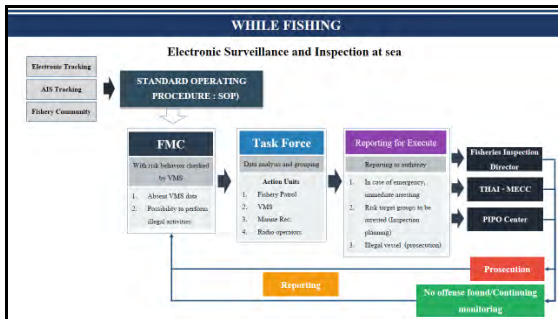 WHILE FISHING
Electronic Surveillance and Inspection at sea
Electronic Tracking
AIS Tracking
Fishery Community
STANDARD OPERATING
PROCEDURE : SOP)
FMC
With risk behavior checked
by VMS
1. Absent VMS data
2. Possibility to perform
illegal activities
Task Force
Data analysis and grouping
Action Units
1. Fishery Patrol
2. VMS
3. Marine Rec.
4. Radio operators
Reporting for Execute
Reporting to authority
1. In case of emergency,
immediate arresting
2. Risk target groups to be
arrested (Inspection
planning)
3. Illegal vessel (prosecution)
Fisheries Inspection
Director
THAI - MECC
PIPO Center
Prosecution
Reporting
No offense found/Continuing
monitoring